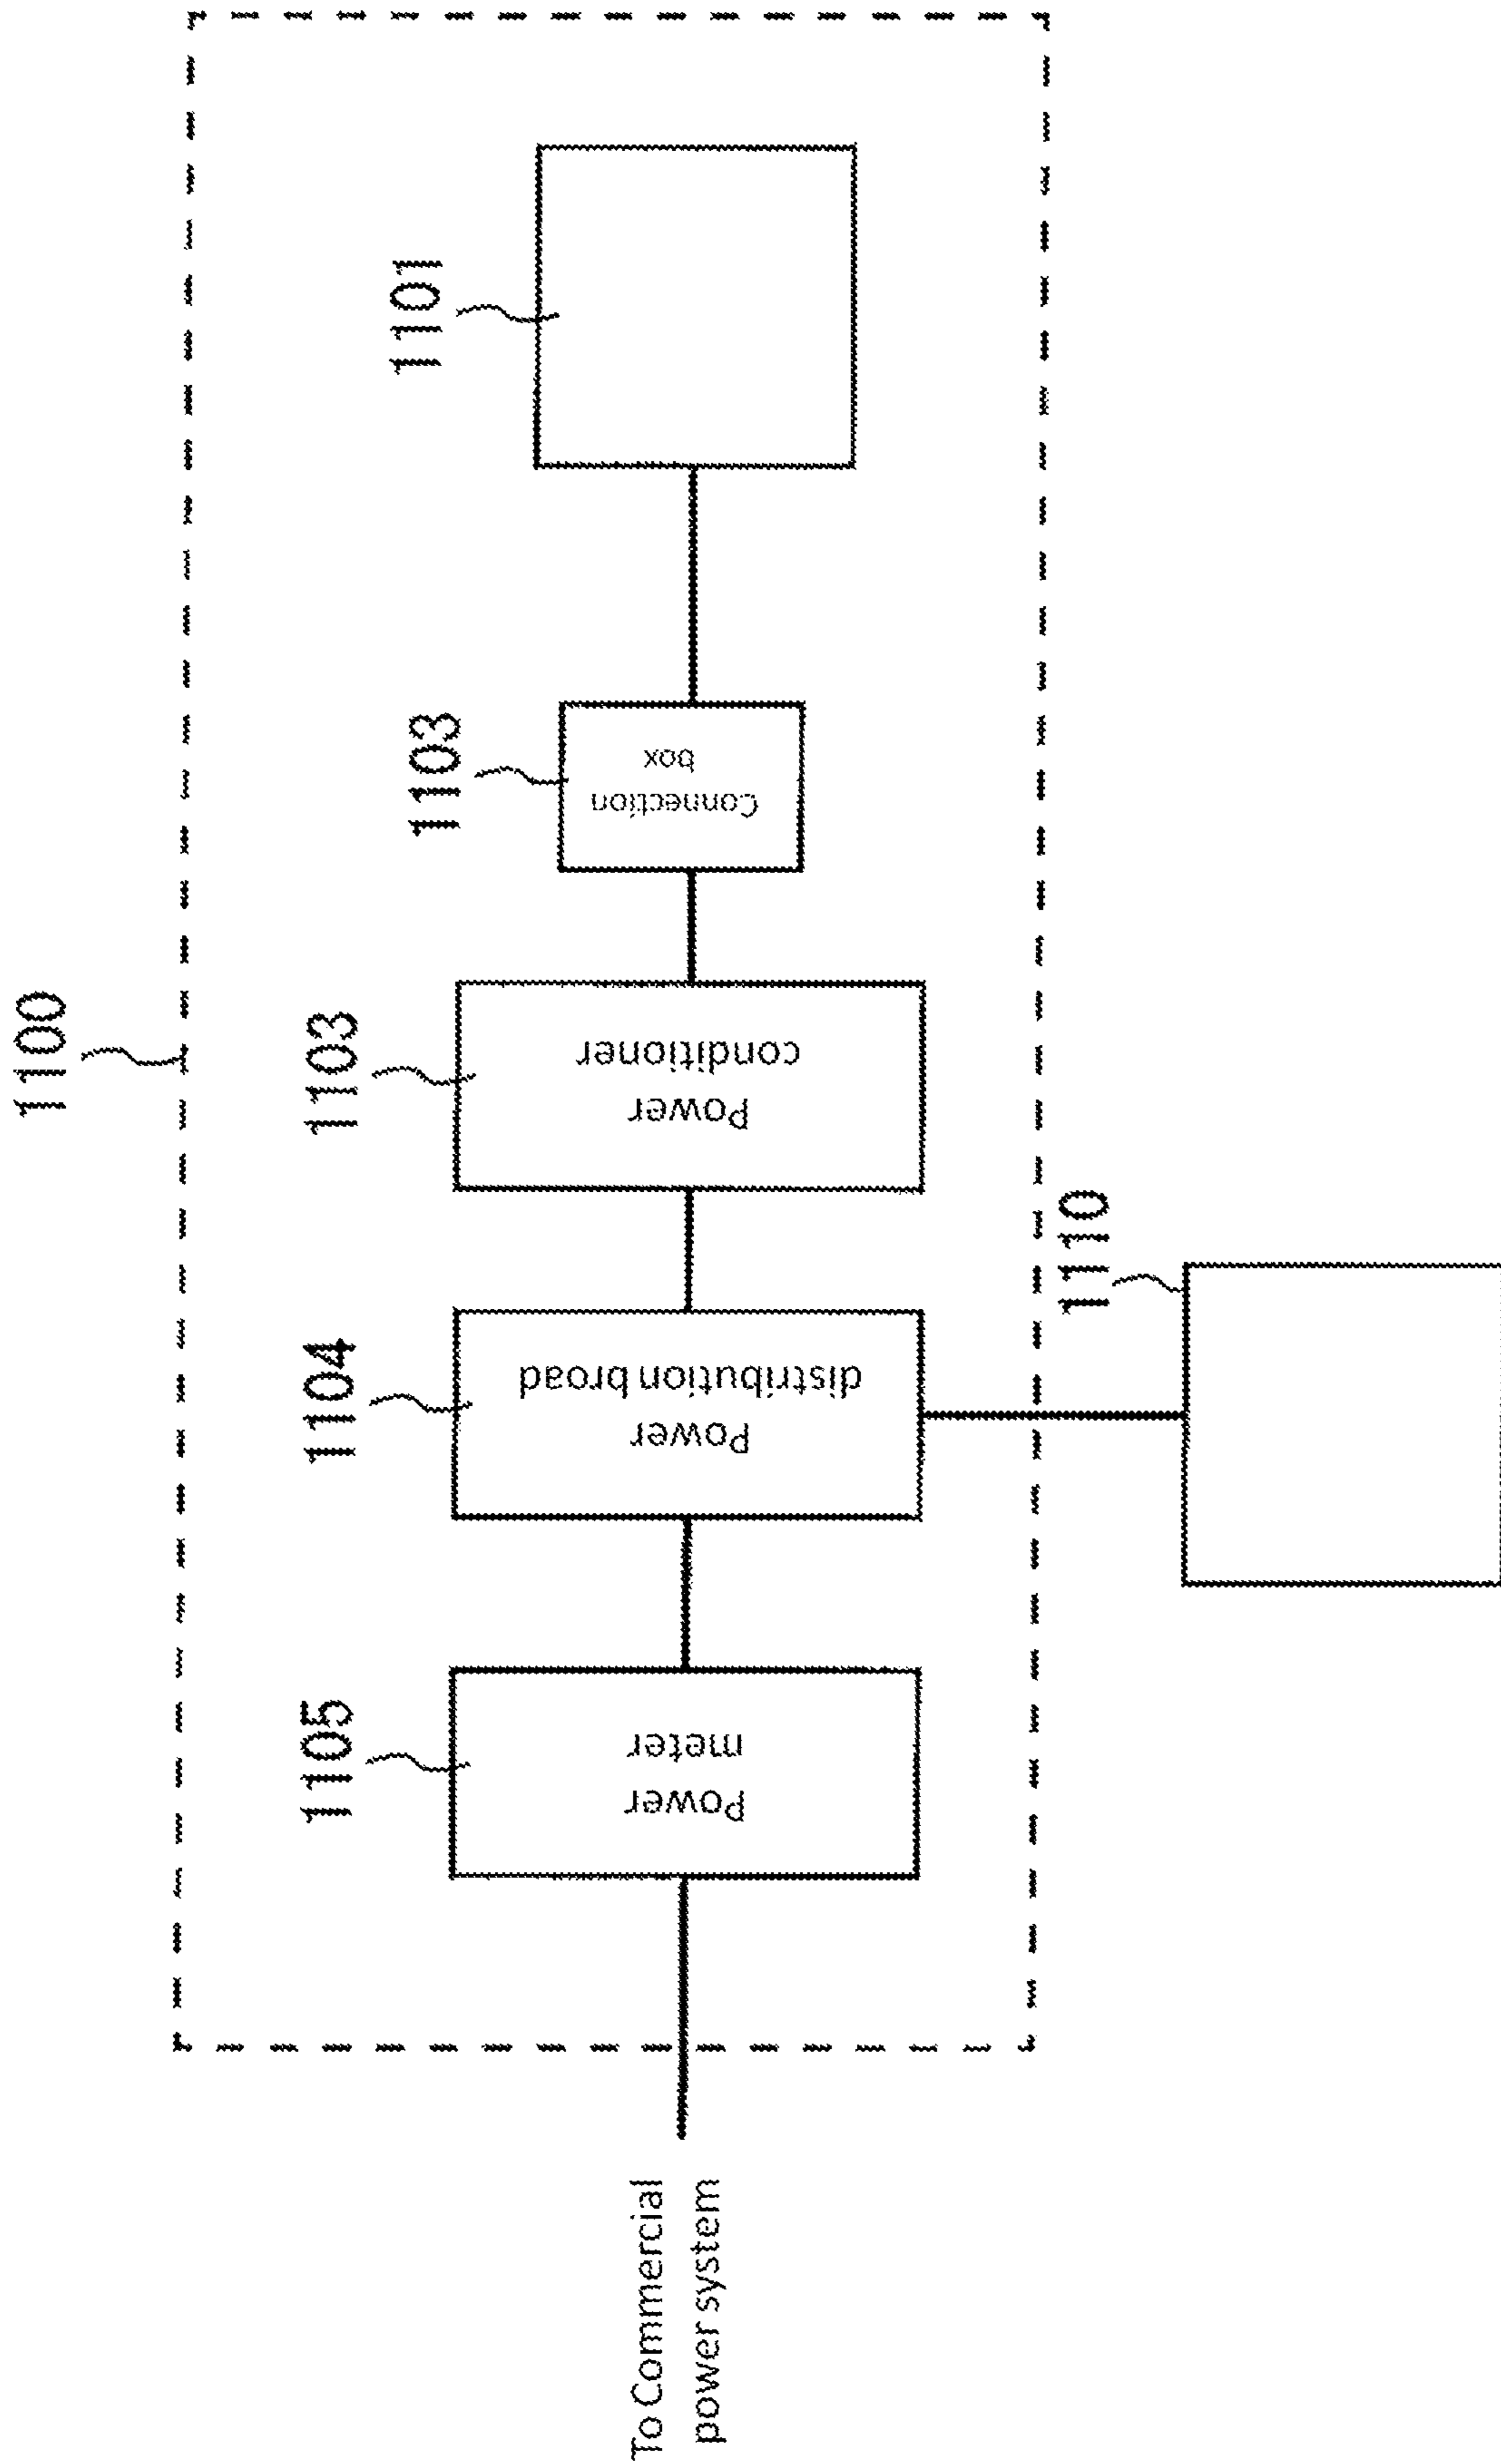 1100
1101
1103
Connection
box
1103
Power
conditioner
1104
Power
distribution broad
1110
1105
Power
meter
To Commercial
power system